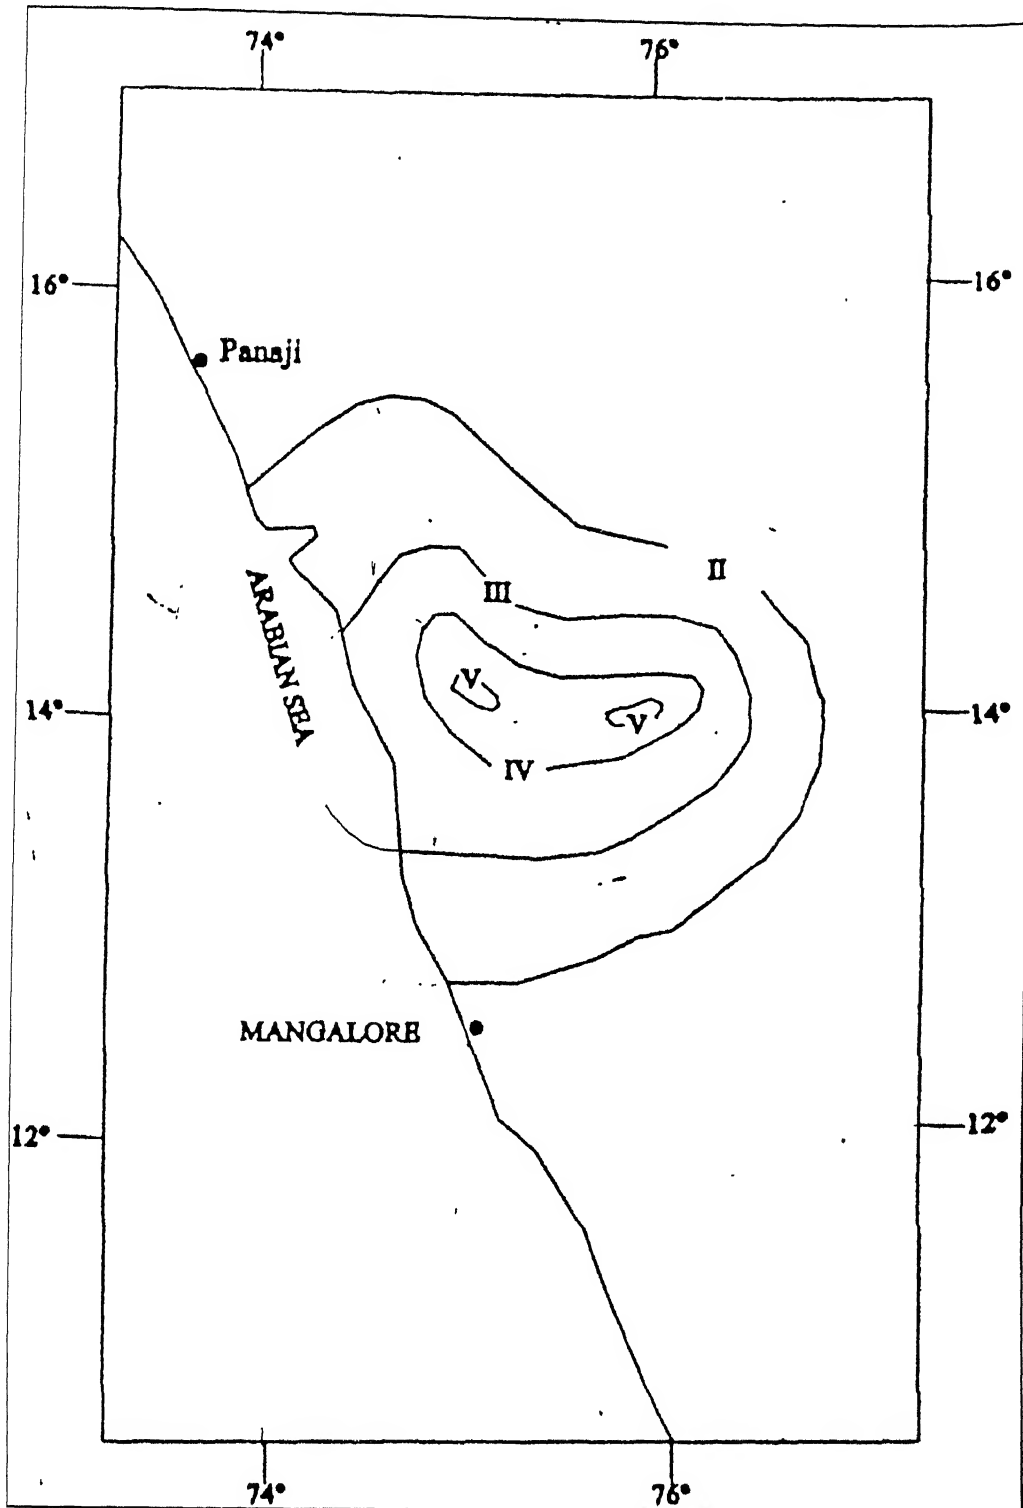 74° 76°
16° 16°
Panaji
II
III
ARABIAN SEA
V
14° 14°
V
IV
MANGALORE
12° 12°
74° 76°